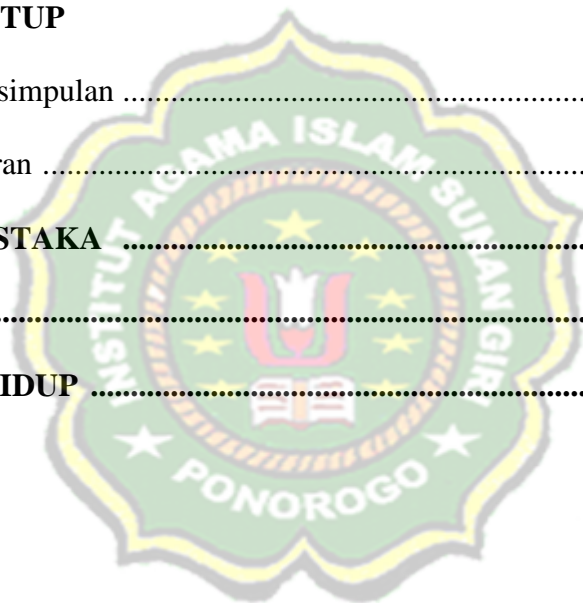 TUP
simpulan ................................................................
ran ............................................................................
STAKA ................................................................
................................................................................
IDUP ....................................................................
INSTITUT AGAMA ISLAM SUNAN GIRI
PONOROGO